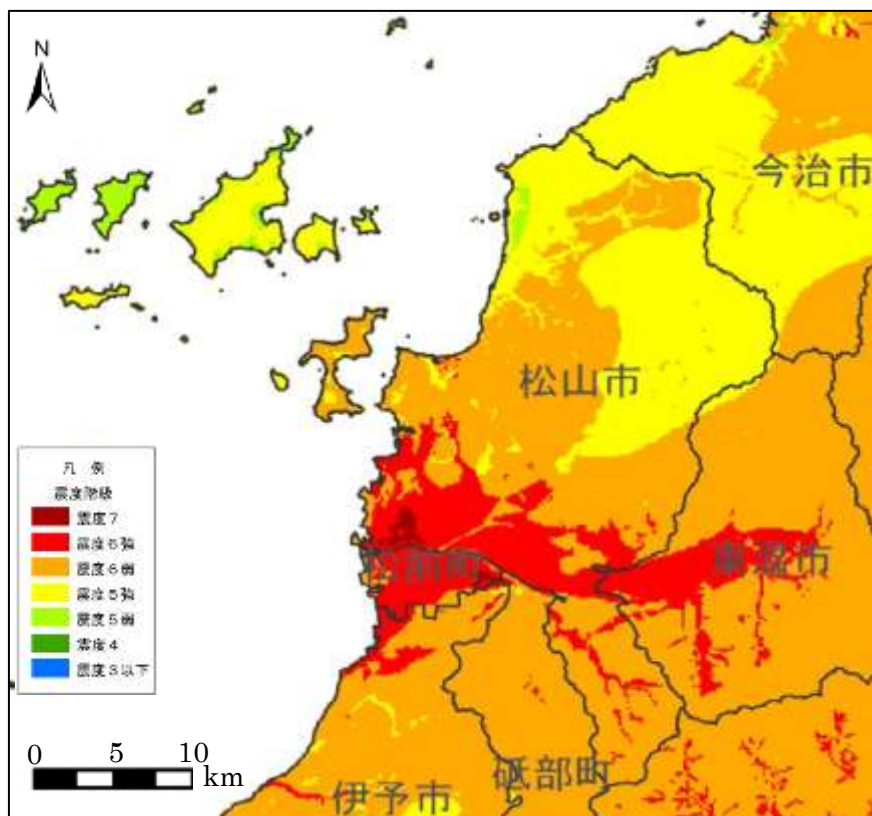 N
今治市
松山市
凡 例
震度階級
震度7
震度6強
震度6弱
震度5強
震度5弱
震度4
震度3以下
松前町
東温市
砥部町
伊予市
0 5 10
km